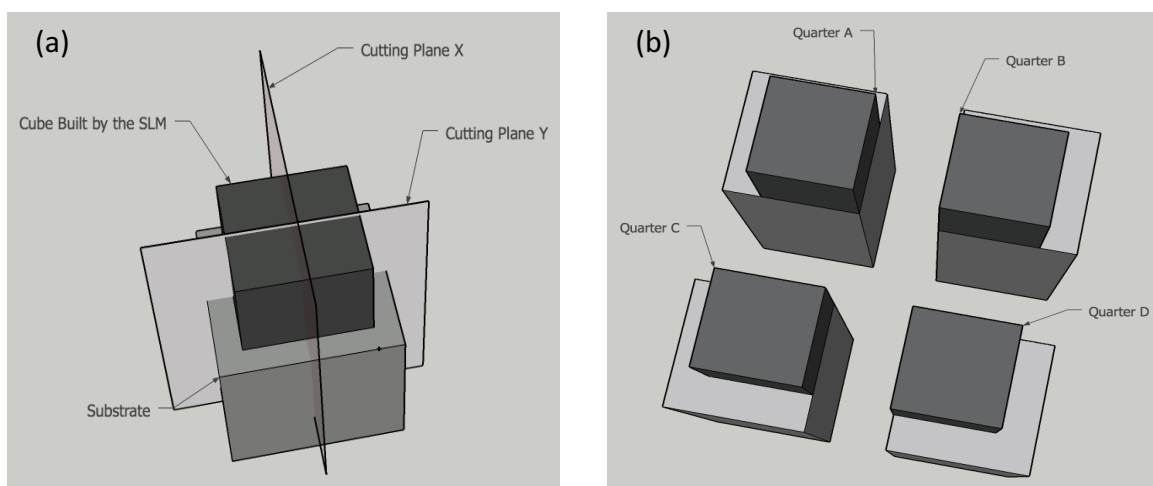 (a)
Cutting Plane X
Cube Built by the SLM
Cutting Plane Y
Substrate
(b)
Quarter A
Quarter B
Quarter C
Quarter D